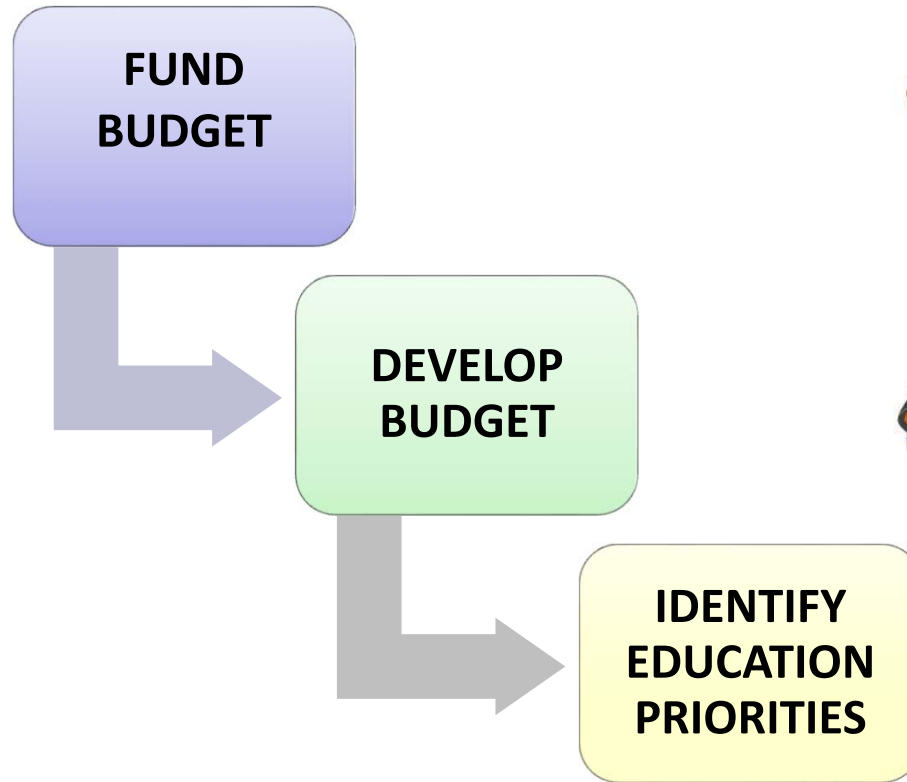 FUND
BUDGET
DEVELOP
BUDGET
IDENTIFY
EDUCATION
PRIORITIES